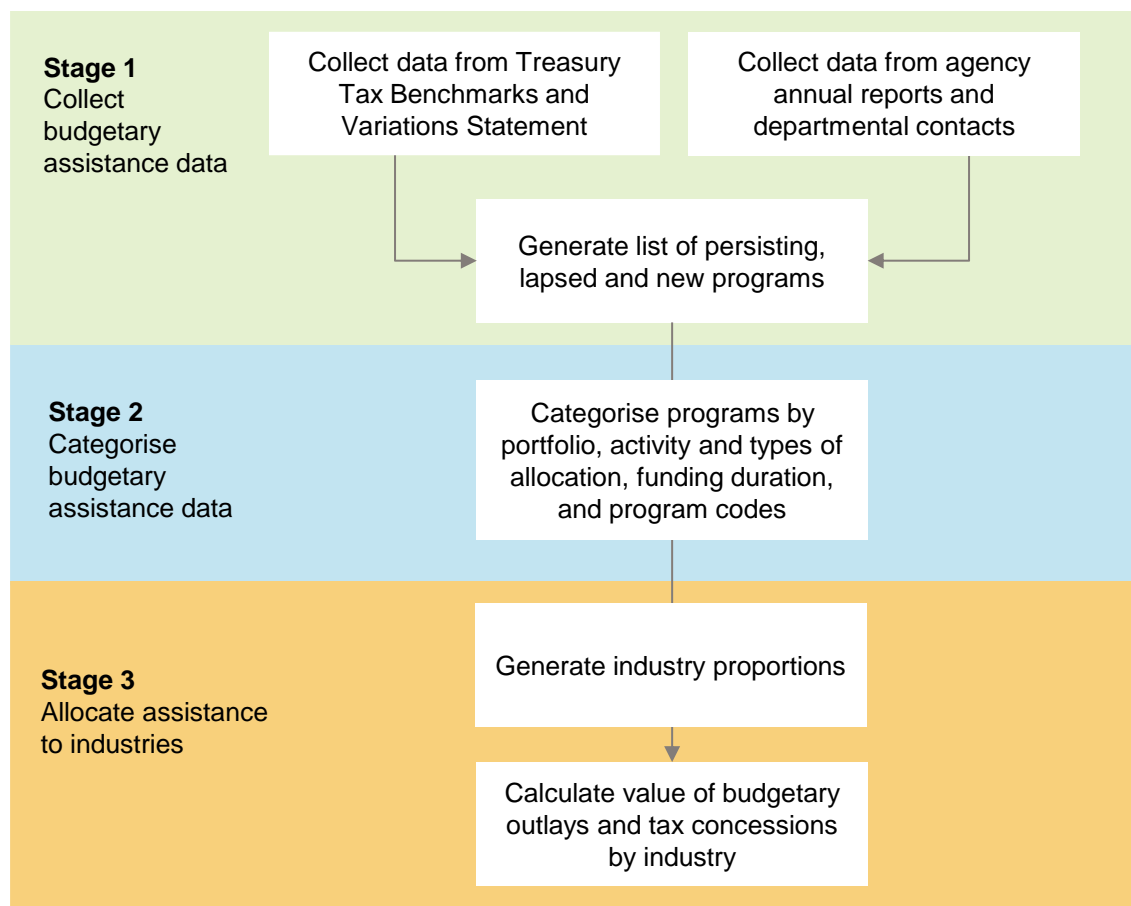 Stage 1
Collect
budgetary
assistance data
Collect data from Treasury
Tax Benchmarks and
Variations Statement
Collect data from agency
annual reports and
departmental contacts
Generate list of persisting,
lapsed and new programs
Stage 2
Categorise
budgetary
assistance data
Categorise programs by
portfolio, activity and types of
allocation, funding duration,
and program codes
Stage 3
Allocate assistance
to industries
Generate industry proportions
Calculate value of budgetary
outlays and tax concessions
by industry